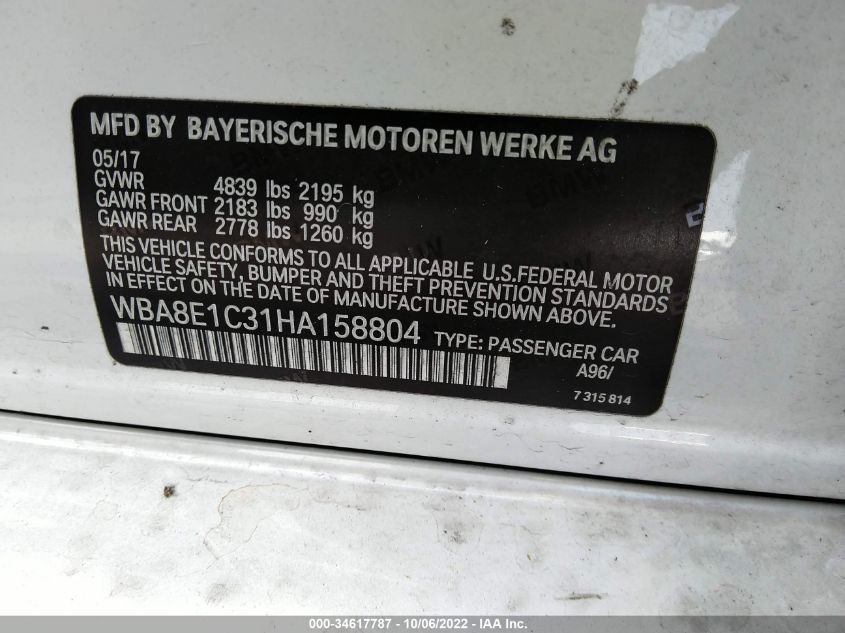 MFD BY BAYERISCHE MOTOREN WERKE AG
05/17
GVWR 4839 lbs 2195 kg
GAWR FRONT 2183 lbs 990 kg
GAWR REAR 2778 lbs 1260 kg
THIS VEHICLE CONFORMS TO ALL APPLICABLE U.S.FEDERAL MOTOR
VEHICLE SAFETY, BUMPER AND THEFT PREVENTION STANDARDS
IN EFFECT ON THE DATE OF MANUFACTURE SHOWN ABOVE.
WBA8E1C31HA158804 TYPE: PASSENGER CAR
A96/
7 315 814
000-34617787 - 10/06/2022 - IAA Inc.